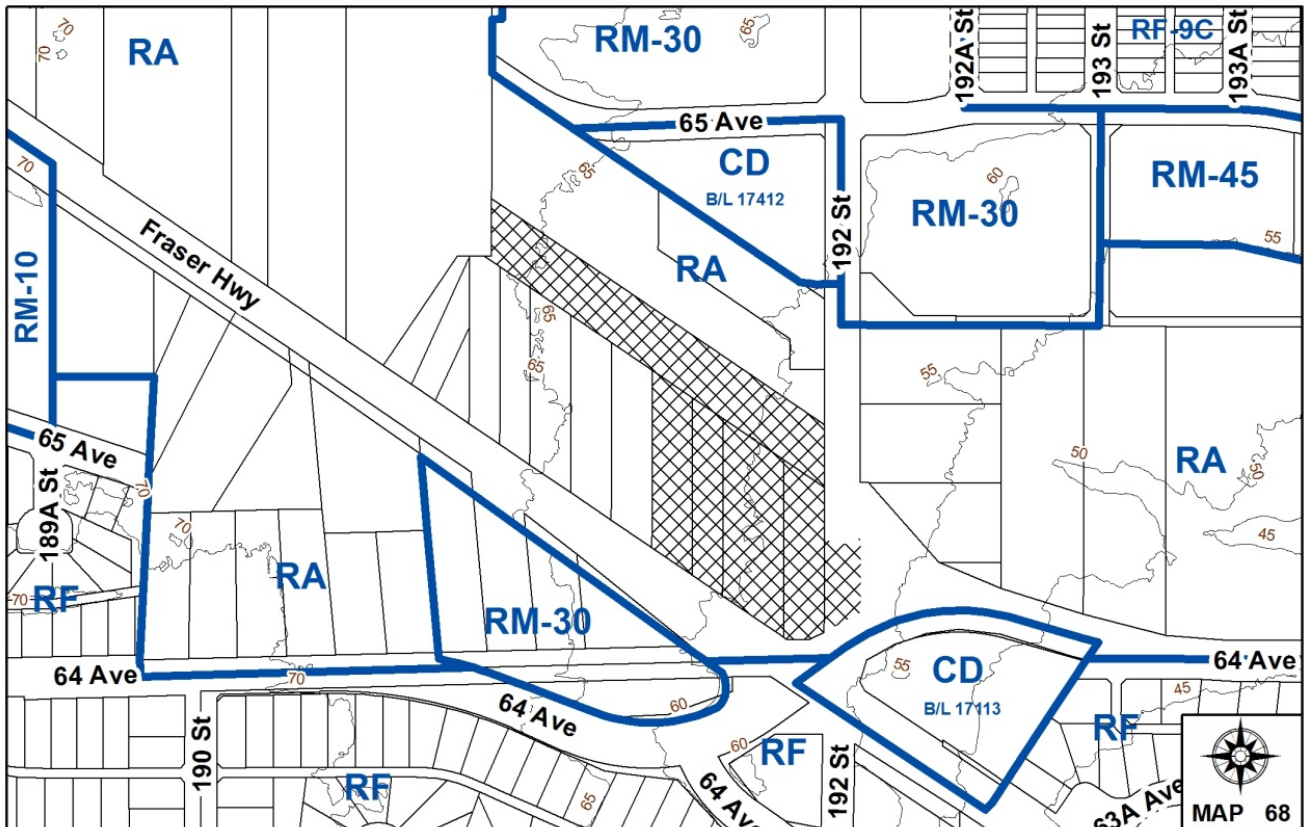 70
70
RA
RM-30
65
192A St
193 St
RF-9C
193A St
65 Ave
CD
B/L 17412
RM-45
70
65
60
RM-30
192 St
RM-10
Fraser Hwy
RA
55
65
65
55
65 Ave
70
50
RA
50
189A St
70
45
RA
70
RF
RM-30
64 Ave
70
55
CD
B/L 17113
64 Ave
45
64 Ave
60
RF
190 St
60
RF
192 St
RF
65
64 Ave
63A Ave
MAP 68